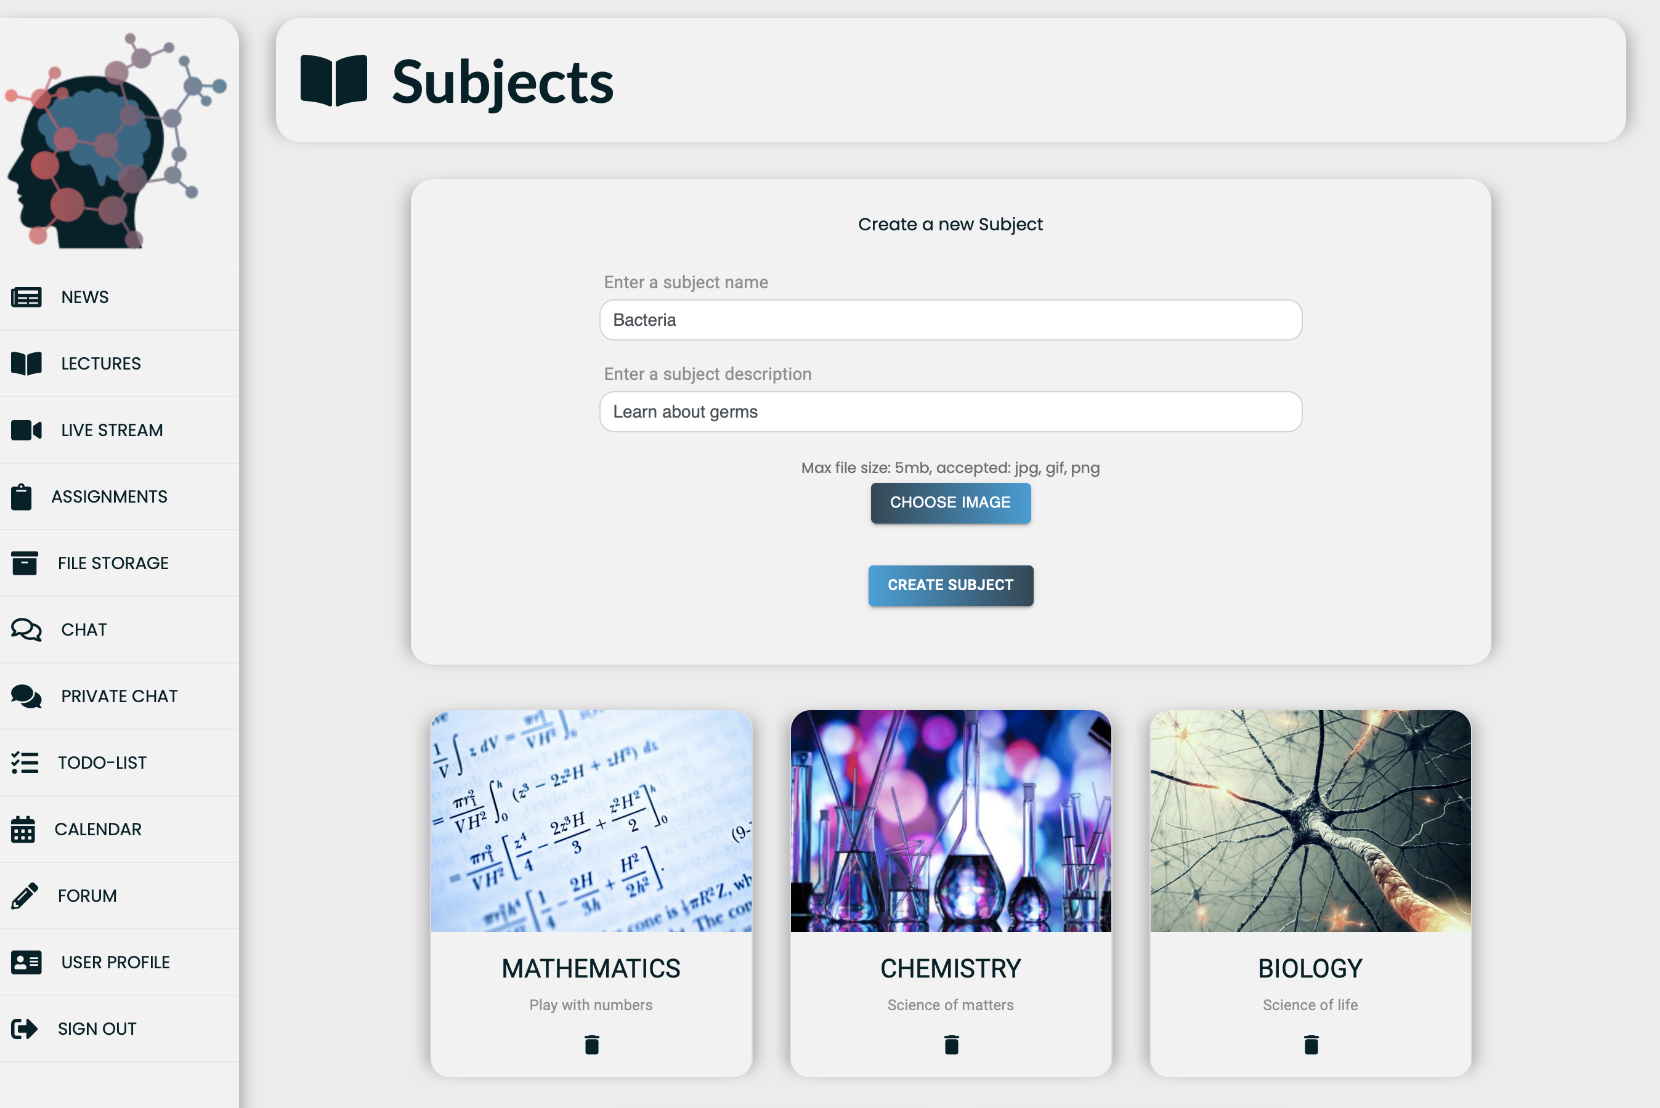 Subjects
NEWS
LECTURES
LIVE STREAM
ASSIGNMENTS
FILE STORAGE
CHAT
PRIVATE CHAT
TODO-LIST
CALENDAR
FORUM
USER PROFILE
SIGN OUT
Create a new Subject
Enter a subject name
Bacteria
Enter a subject description
Learn about germs
Max file size: 5mb, accepted: jpg, gif, png
CHOOSE IMAGE
CREATE SUBJECT
MATHEMATICS
Play with numbers
CHEMISTRY
Science of matters
BIOLOGY
Science of life